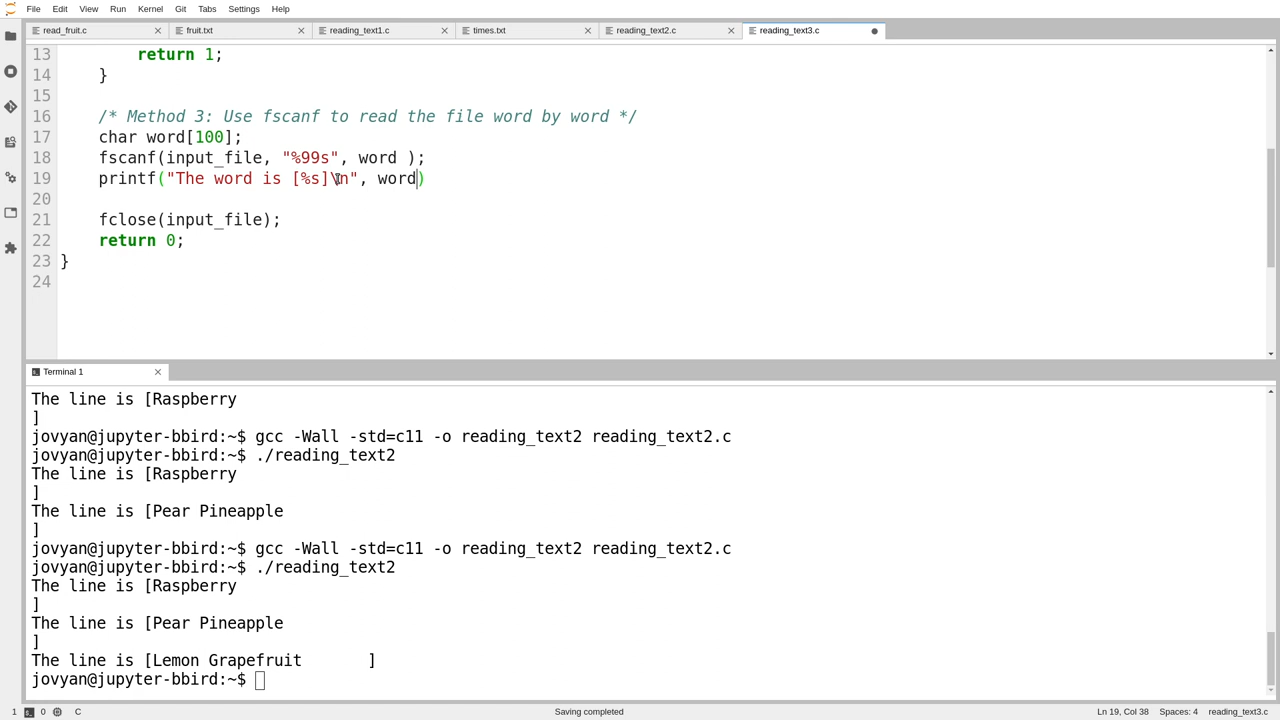 File Edit View Run Kernel Git Tabs Settings Help
read_fruit.c fruit.txt reading_text1.c times.txt reading_text2.c reading_text3.c
13 return 1;
14 }
15
16 /* Method 3: Use fscanf to read the file word by word */
17 char word[100];
18 fscanf(input_file, "%99s", word );
19 printf("The word is [%s]\n", word)
20
21 fclose(input_file);
22 return 0;
23 }
24
Terminal 1
The line is [Raspberry
]
jovyan@jupyter-bbird:~$ gcc -Wall -std=c11 -o reading_text2 reading_text2.c
jovyan@jupyter-bbird:~$ ./reading_text2
The line is [Raspberry
]
The line is [Pear Pineapple
]
jovyan@jupyter-bbird:~$ gcc -Wall -std=c11 -o reading_text2 reading_text2.c
jovyan@jupyter-bbird:~$ ./reading_text2
The line is [Raspberry
]
The line is [Pear Pineapple
]
The line is [Lemon Grapefruit       ]
jovyan@jupyter-bbird:~$
1 0 C Saving completed Ln 19, Col 38 Spaces: 4 reading_text3.c